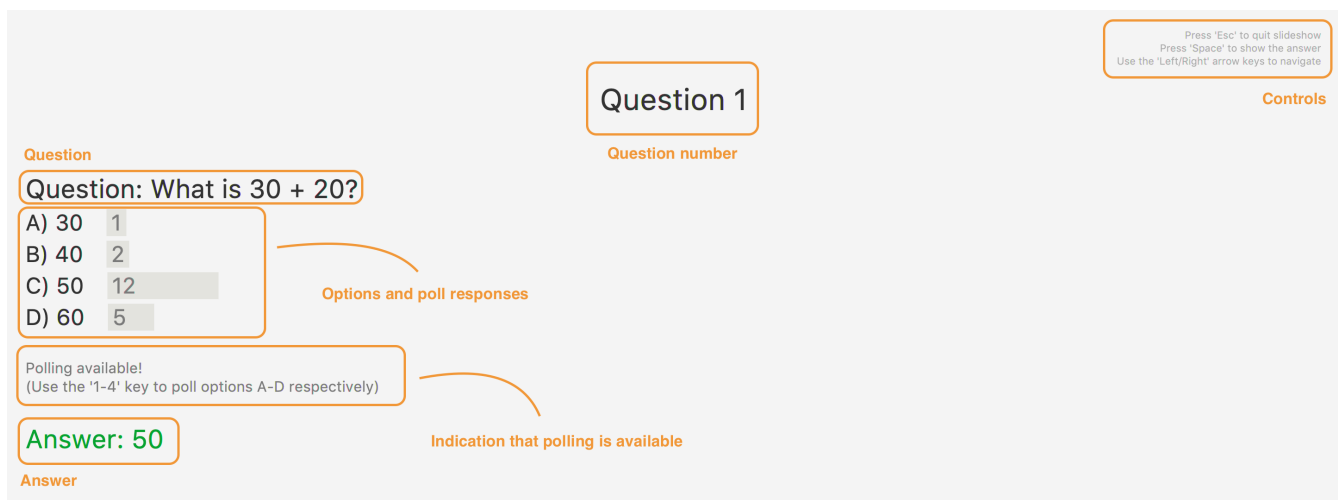 Press 'Esc' to quit slideshow
Press 'Space' to show the answer
Use the 'Left/Right' arrow keys to navigate
Controls
Question 1
Question number
Question
Question: What is 30 + 20?
A) 30 1
B) 40 2
C) 50 12
D) 60 5
Options and poll responses
Polling available!
(Use the '1-4' key to poll options A-D respectively)
Indication that polling is available
Answer: 50
Answer